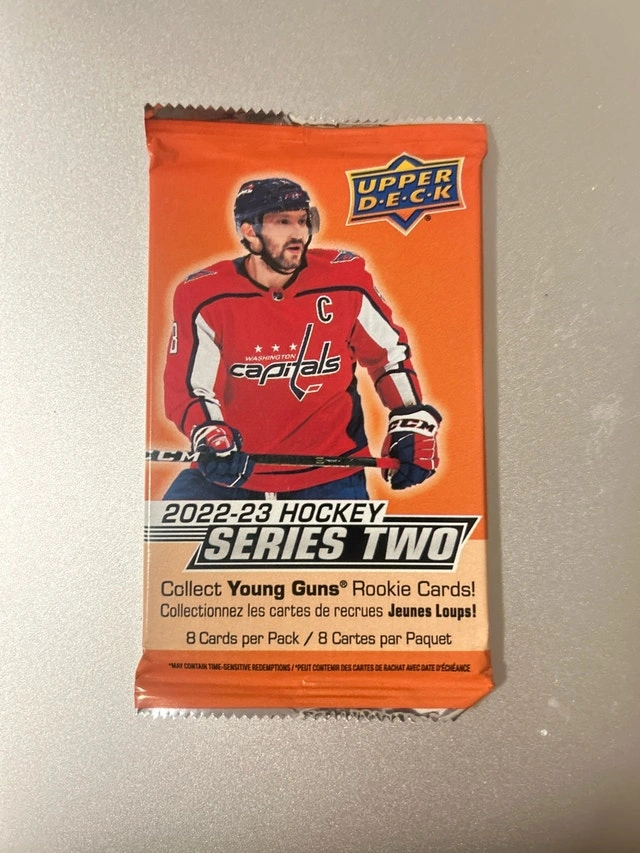 UPPER
D·E·C·K
C
WASHINGTON
capitals
CCM
CCM
2022-23 HOCKEY
SERIES TWO
Collect Young Guns® Rookie Cards!
Collectionnez les cartes de recrues Jeunes Loups!
8 Cards per Pack / 8 Cartes par Paquet
*MAY CONTAIN TIME-SENSITIVE REDEMPTIONS / *PEUT CONTENIR DES CARTES DE RACHAT AVEC DATE D'ÉCHÉANCE